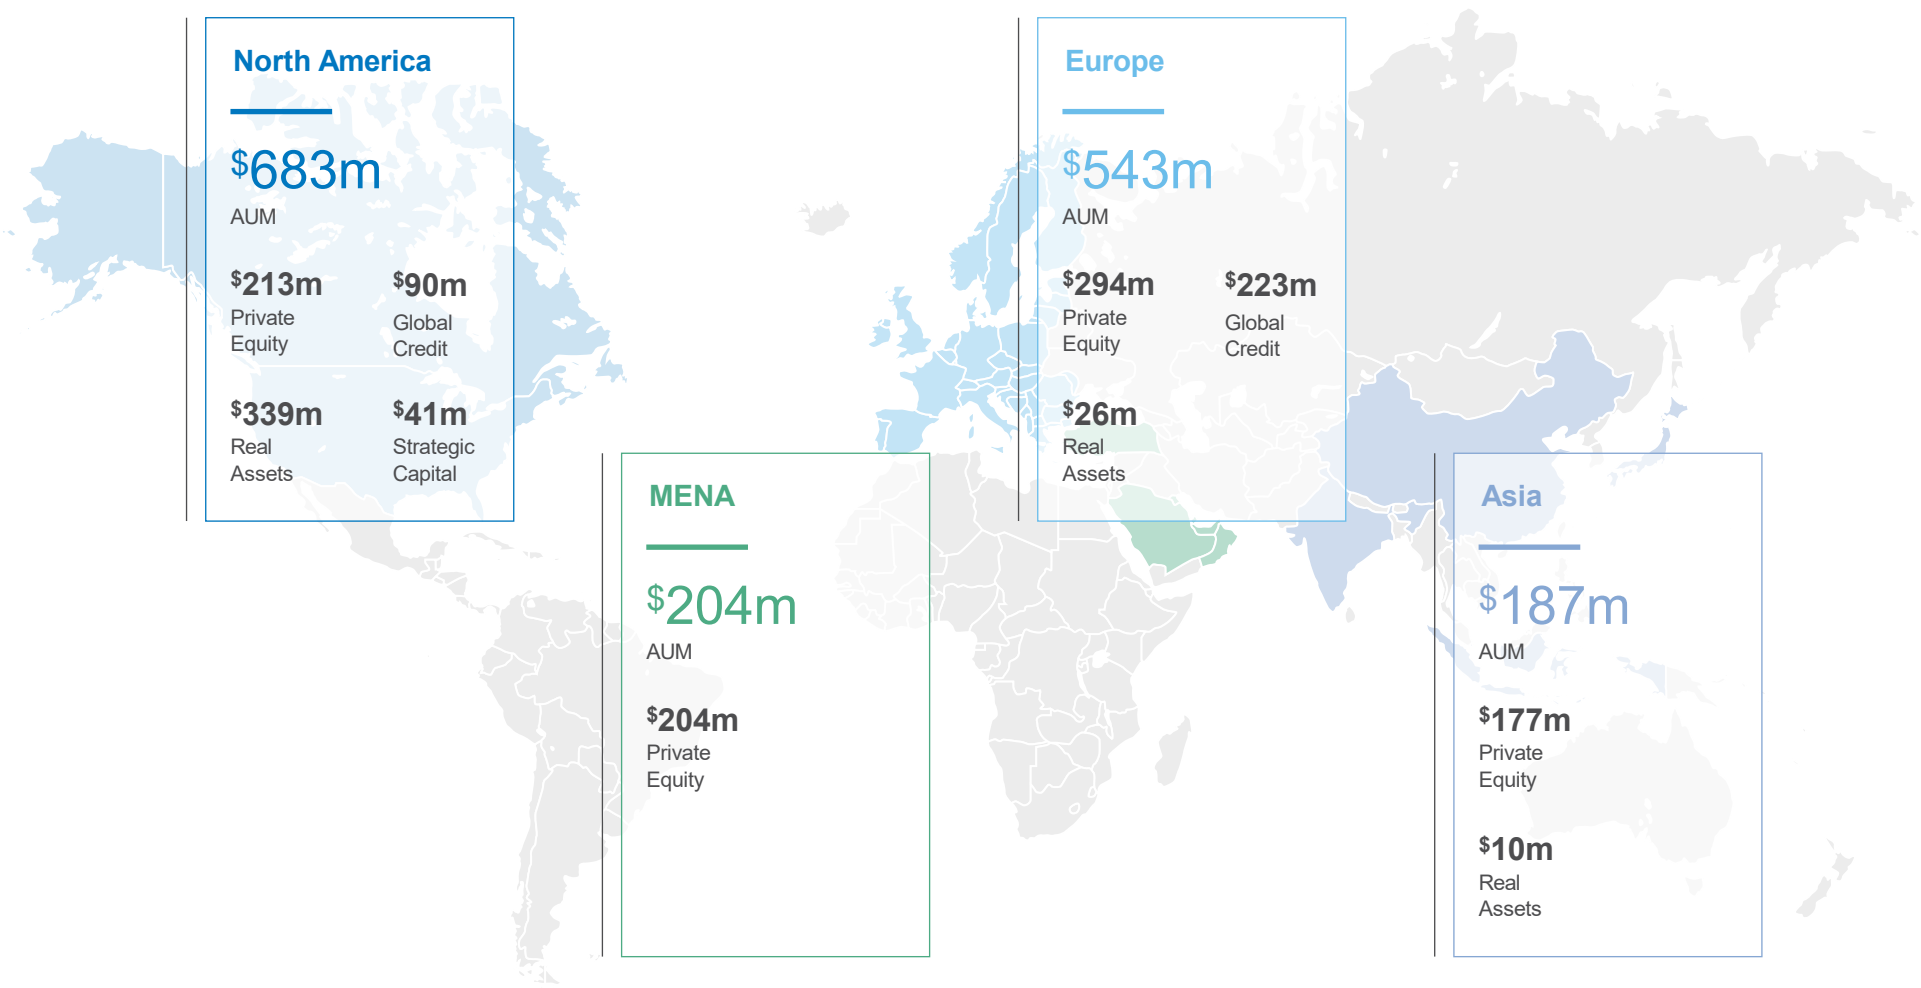 North America
$683m
AUM
$213m
Private
Equity
$90m
Global
Credit
$339m
Real
Assets
$41m
Strategic
Capital
Europe
$543m
AUM
$294m
Private
Equity
$223m
Global
Credit
$26m
Real
Assets
MENA
$204m
AUM
$204m
Private
Equity
Asia
$187m
AUM
$177m
Private
Equity
$10m
Real
Assets